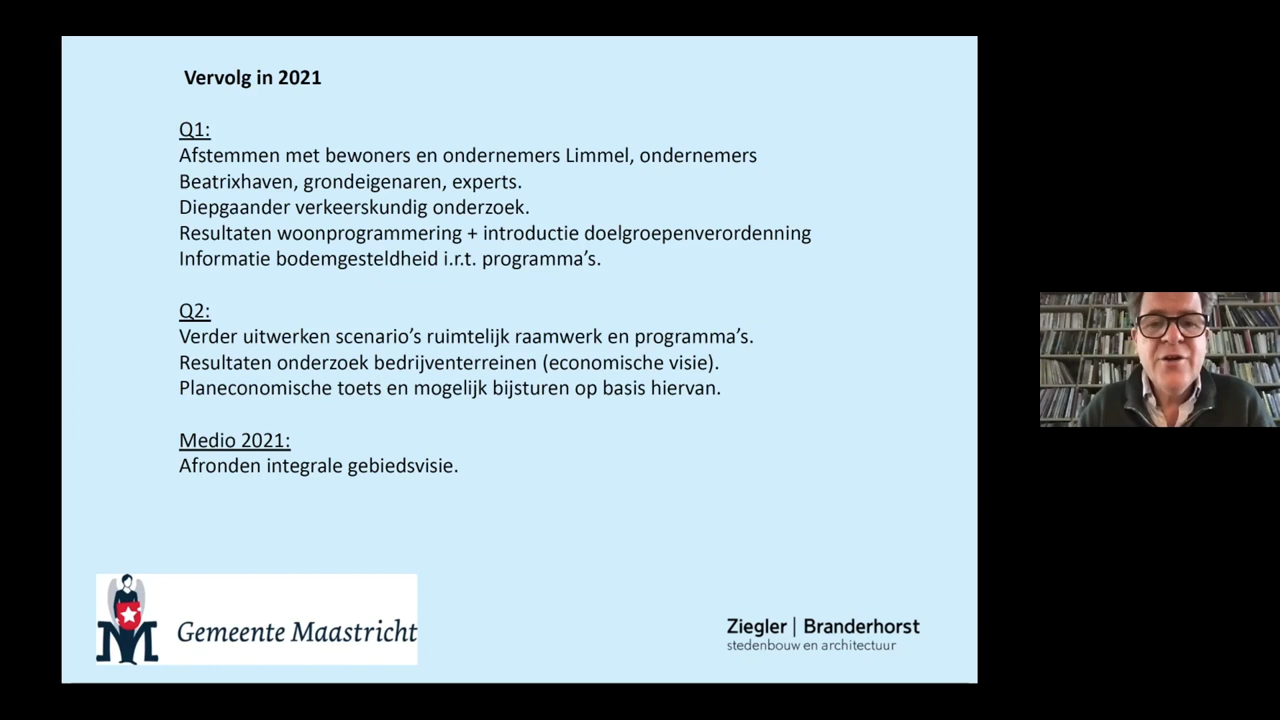 Vervolg in 2021
Q1:
Afstemmen met bewoners en ondernemers Limmel, ondernemers
Beatrixhaven, grondeigenaren, experts.
Diepgaander verkeerskundig onderzoek.
Resultaten woonprogrammering + introductie doelgroepenverordenning
Informatie bodemgesteldheid i.r.t. programma’s.
Q2:
Verder uitwerken scenario’s ruimtelijk raamwerk en programma’s.
Resultaten onderzoek bedrijventerreinen (economische visie).
Planeconomische toets en mogelijk bijsturen op basis hiervan.
Medio 2021:
Afronden integrale gebiedsvisie.
Gemeente Maastricht
Ziegler | Branderhorst
stedenbouw en architectuur